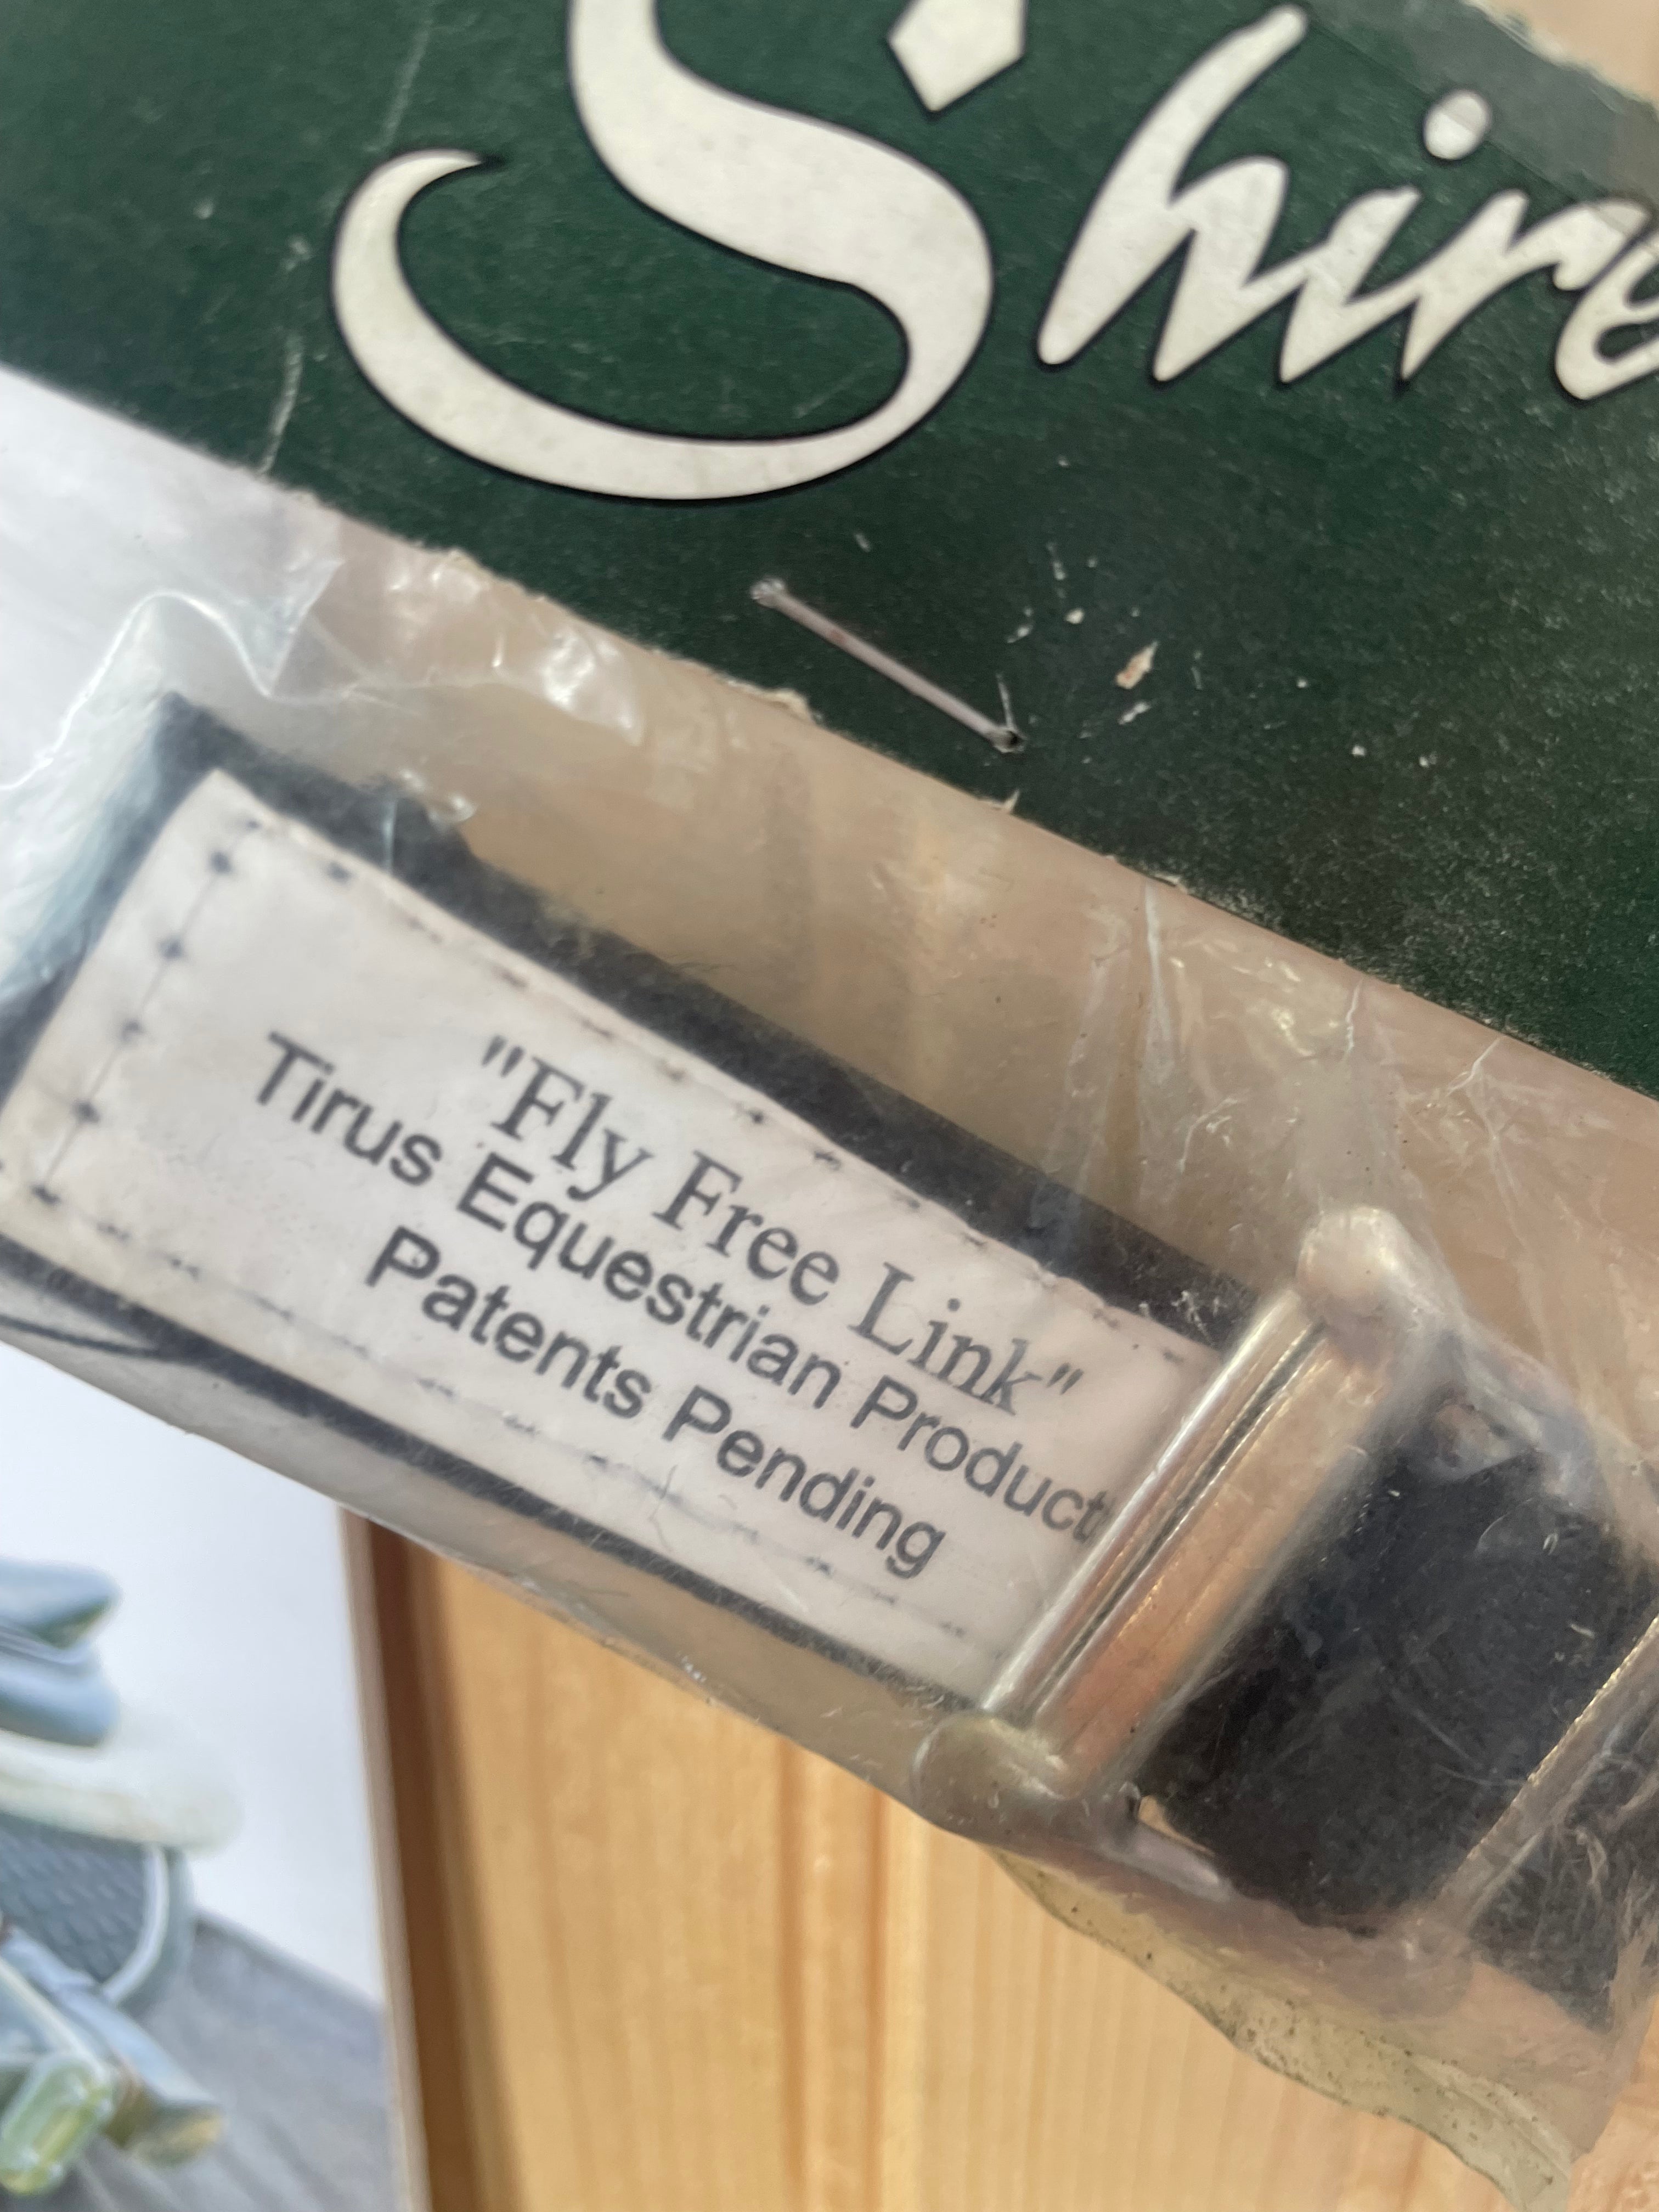 Shire
"Fly Free Link"
Tirus Equestrian Product
Patents Pending